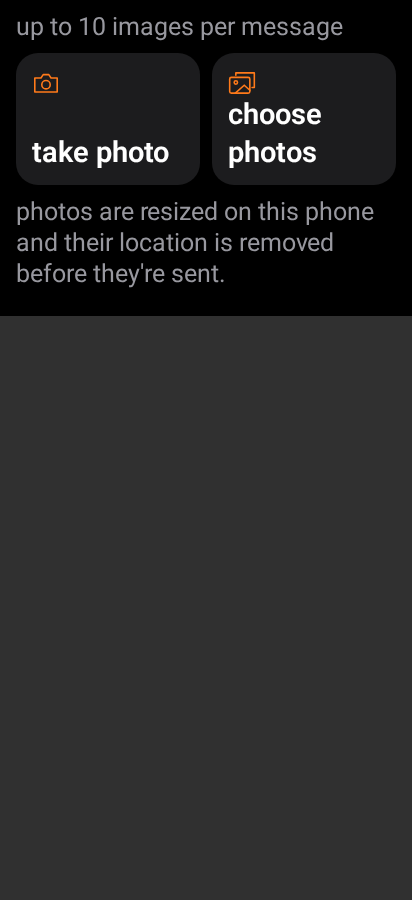 up to 10 images per message
take photo
choose
photos
photos are resized on this phone
and their location is removed
before they're sent.